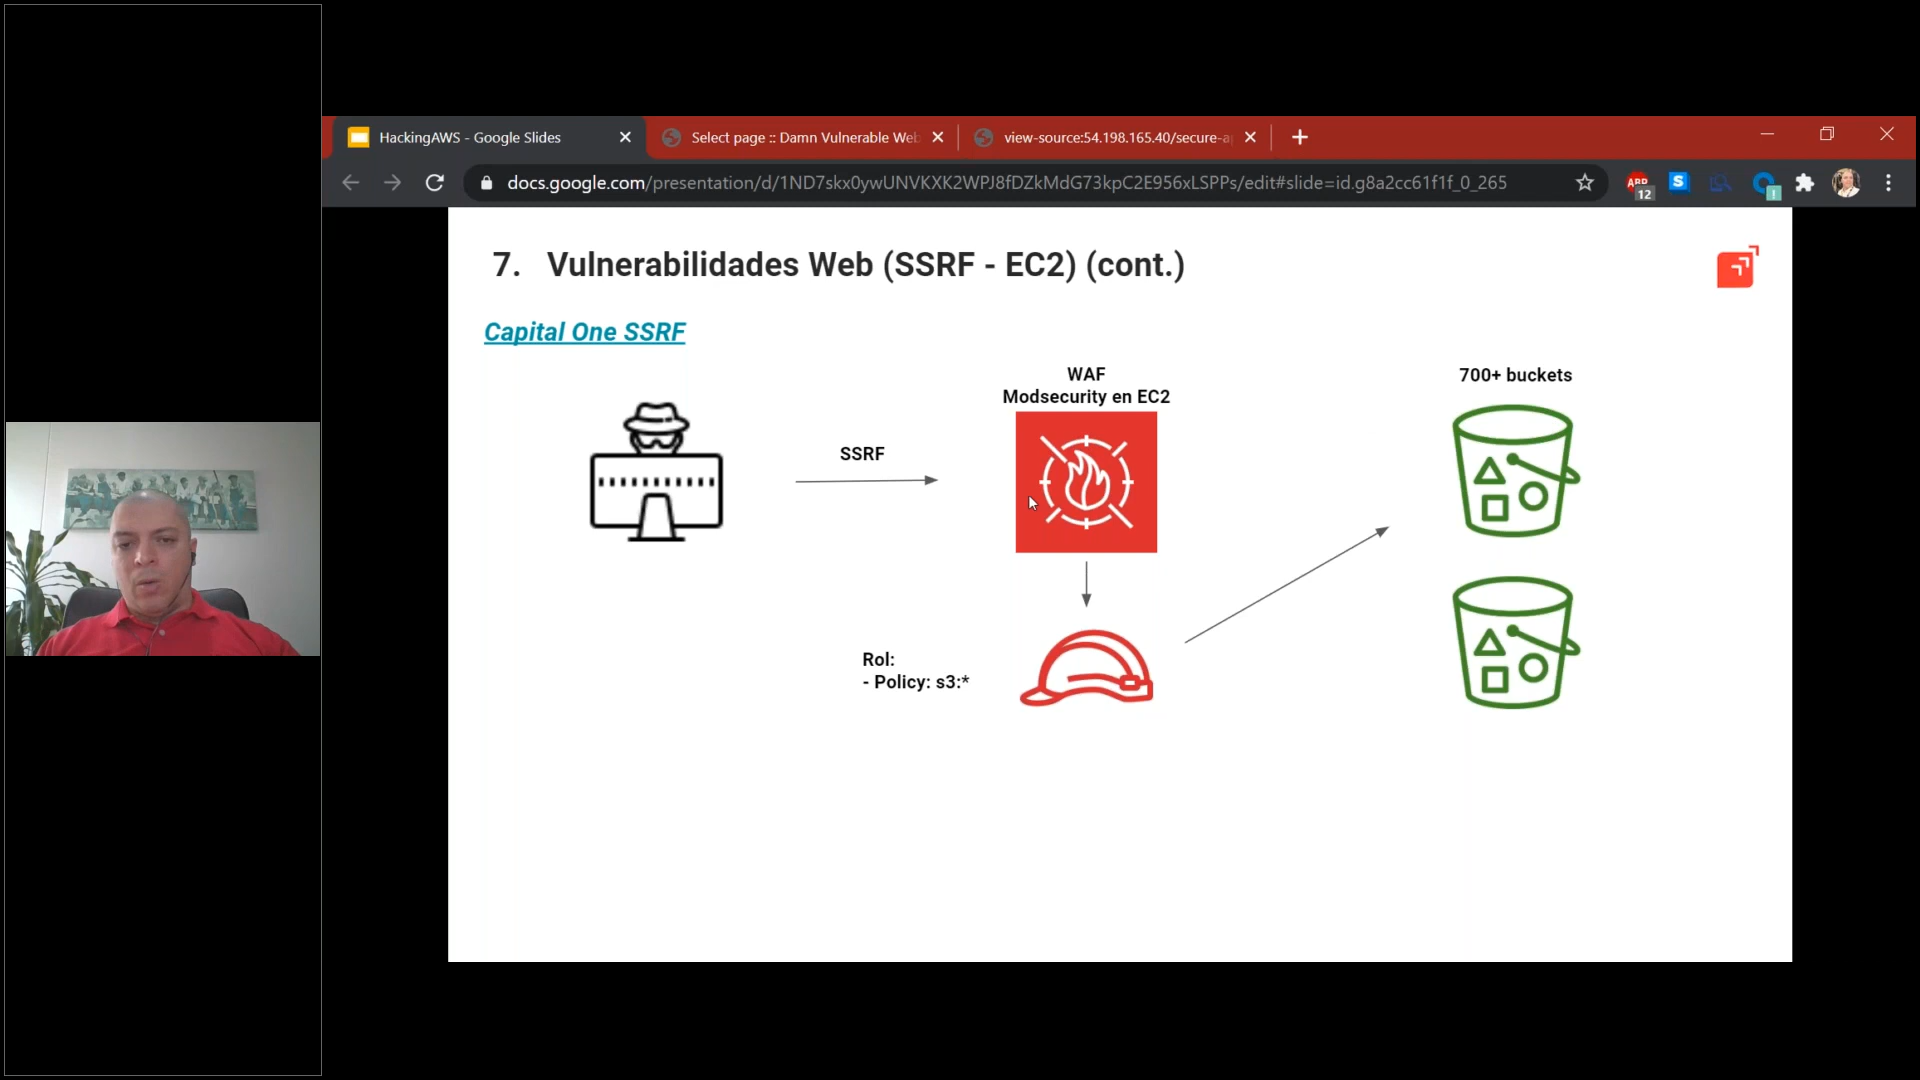 HackingAWS - Google Slides
Select page :: Damn Vulnerable Web
view-source:54.198.165.40/secure-a
docs.google.com/presentation/d/1ND7skx0ywUNVKXK2WPJ8fDZkMdG73kpC2E956xLSPPs/edit#slide=id.g8a2cc61f1f_0_265
ABP
12
S
7. Vulnerabilidades Web (SSRF - EC2) (cont.)
Capital One SSRF
WAF
Modsecurity en EC2
700+ buckets
SSRF
Rol:
- Policy: s3:*